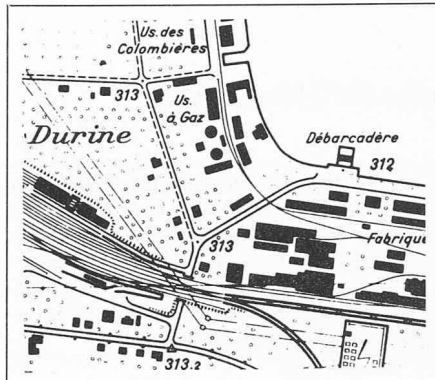 Us. des
Colombières
313
Us.
à Gaz
Durine
Débarcadère
312
313
Fabrique
313.2